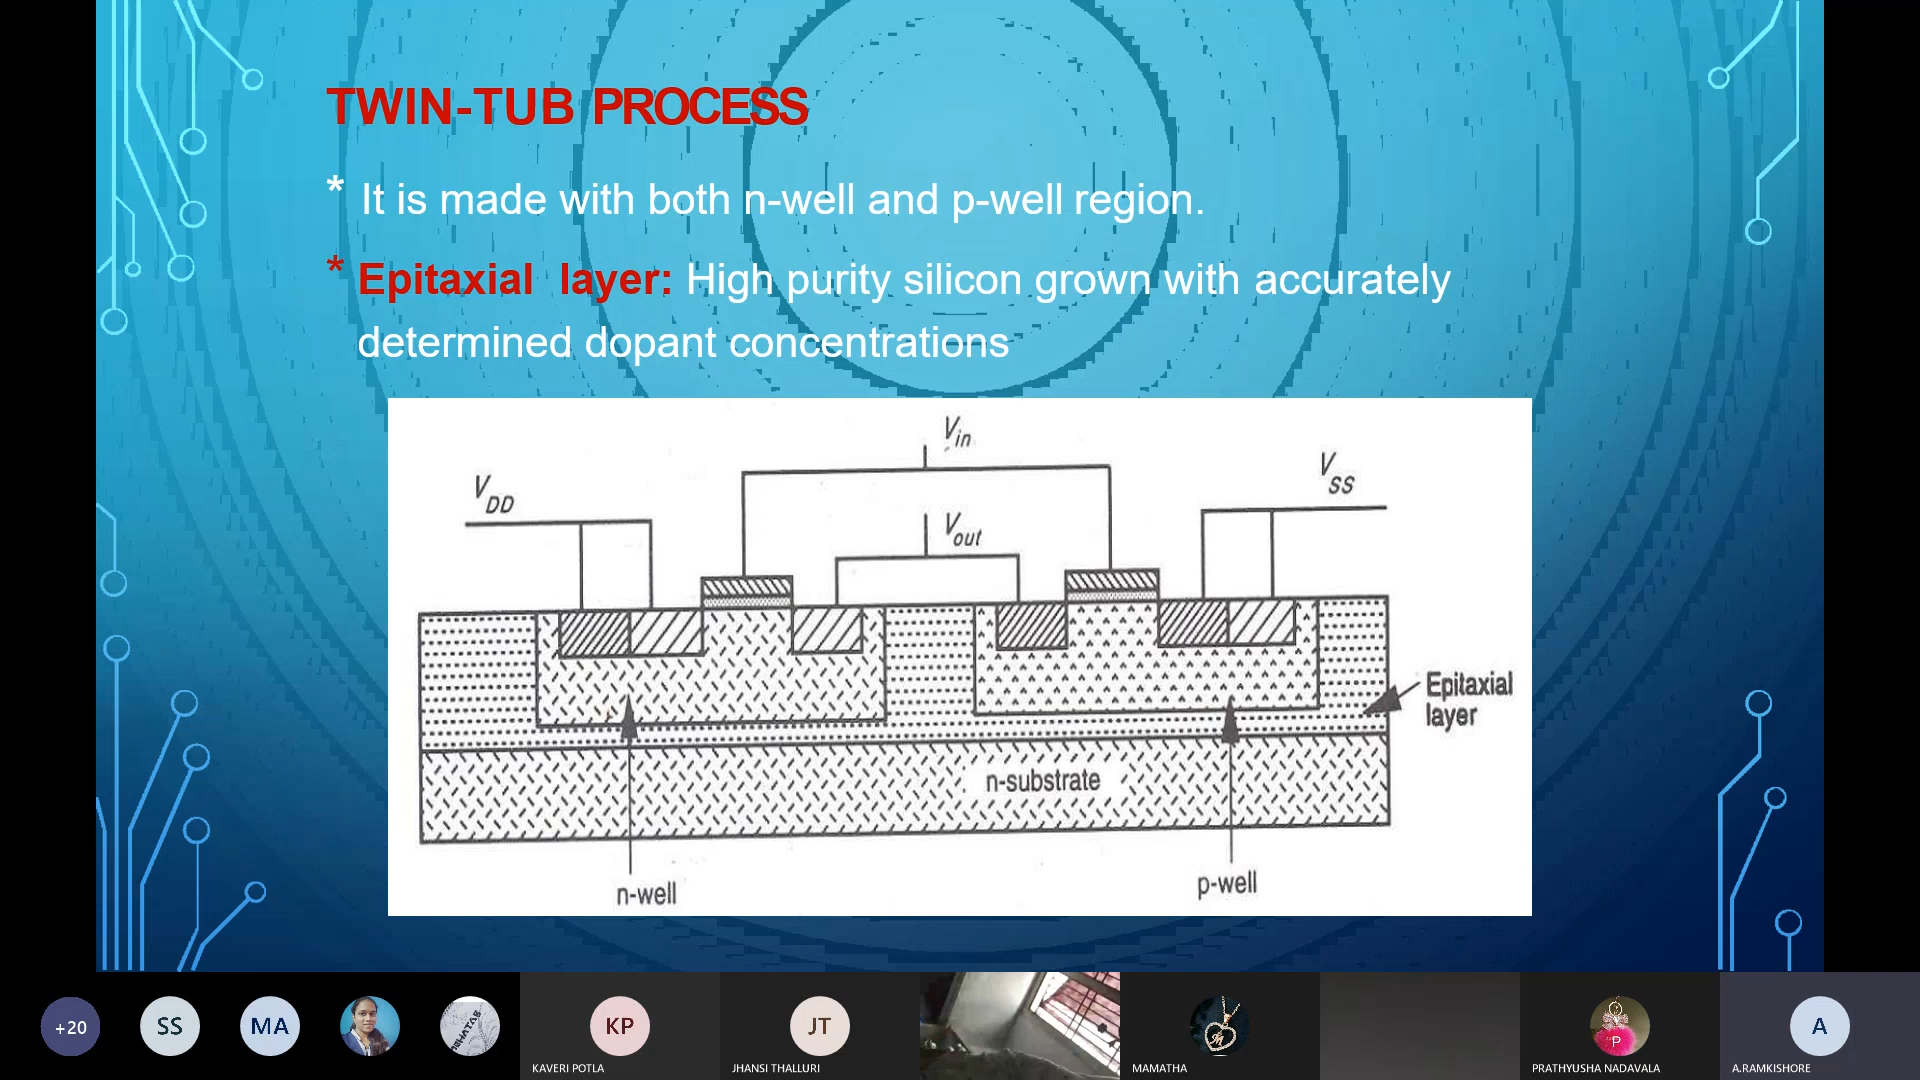 TWIN-TUB PROCESS
* It is made with both n-well and p-well region.
* Epitaxial layer: High purity silicon grown with accurately
determined dopant concentrations
Vin
VDD
VSS
Vout
Epitaxial
layer
n-substrate
n-well
p-well
+20
SS
MA
KP
JT
M
P
A
KAVERI POTLA
JHANSI THALLURI
MAMATHA
PRATHYUSHA NADAVALA
A.RAMKISHORE